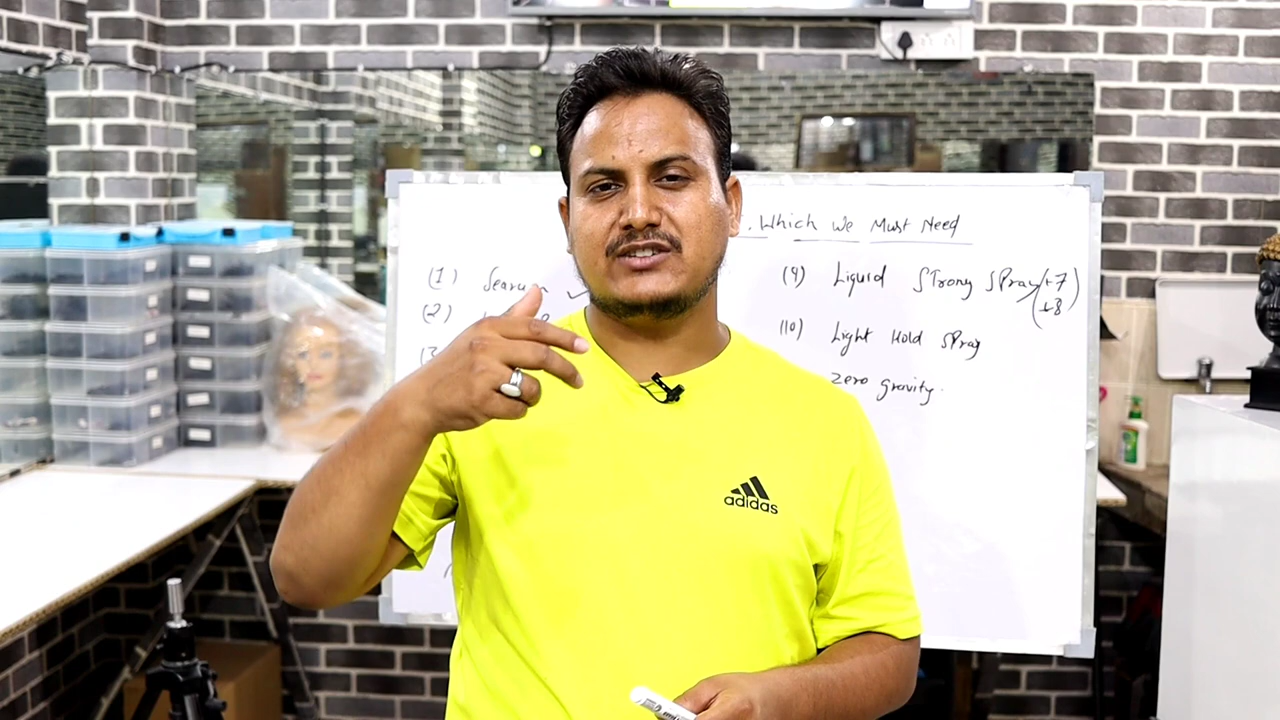 . Which We Must Need
(1) Searum ✓
(2)
(3
(9) Liquid Strong Spray (+7
+8)
(10) Light Hold Spray
zero gravity.
adidas